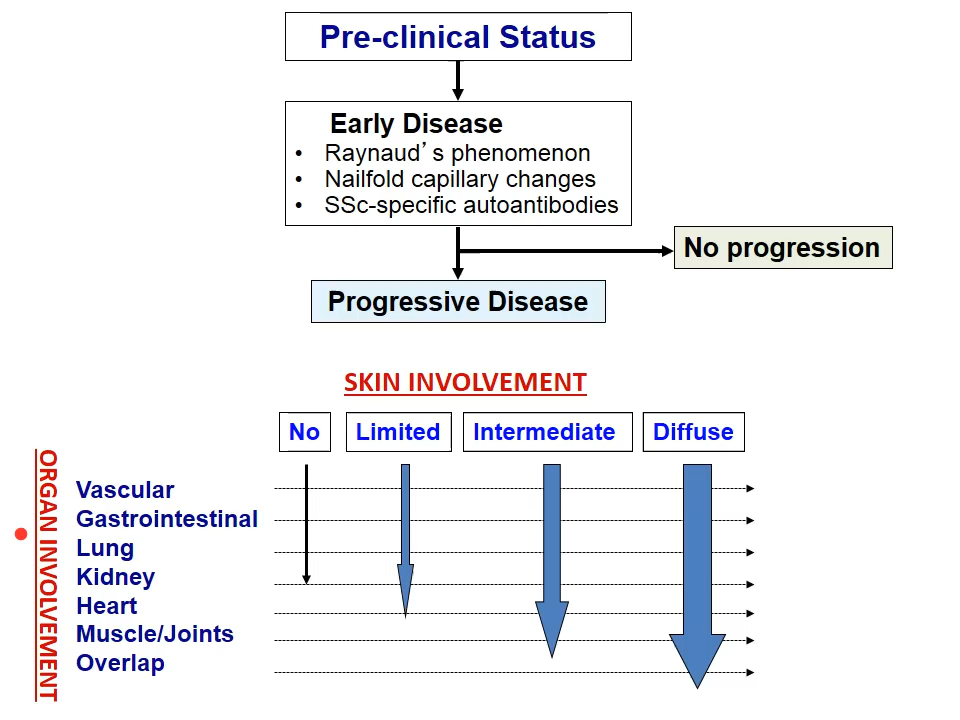 Pre-clinical Status
Early Disease
• Raynaud’s phenomenon
• Nailfold capillary changes
• SSc-specific autoantibodies
No progression
Progressive Disease
SKIN INVOLVEMENT
No
Limited
Intermediate
Diffuse
ORGAN INVOLVEMENT
Vascular
Gastrointestinal
Lung
Kidney
Heart
Muscle/Joints
Overlap